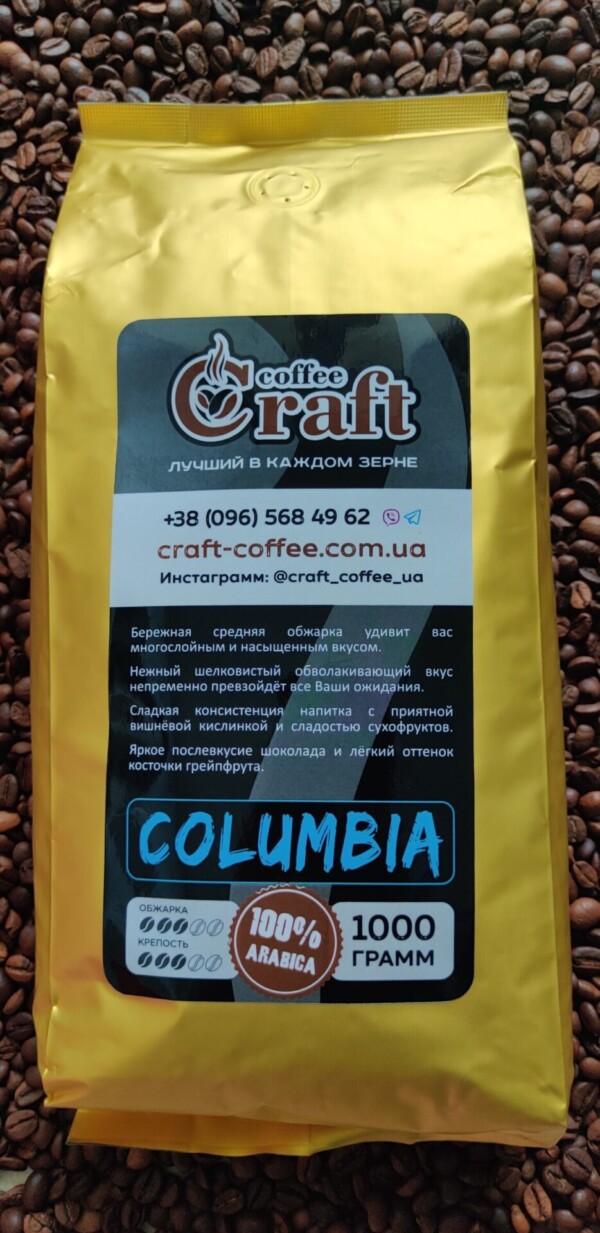 coffee
Craft
ЛУЧШИЙ В КАЖДОМ ЗЕРНЕ
+38 (096) 568 49 62
craft-coffee.com.ua
Инстаграмм: @craft_coffee_ua
Бережная средняя обжарка удивит вас
многослойным и насыщенным вкусом.
Нежный шелковистый обволакивающий вкус
непременно превзойдёт все Ваши ожидания.
Сладкая консистенция напитка с приятной
вишнёвой кислинкой и сладостью сухофруктов.
Яркое послевкусие шоколада и лёгкий оттенок
косточки грейпфрута.
COLUMBIA
ОБЖАРКА
КРЕПОСТЬ
100%
ARABICA
1000
ГРАММ